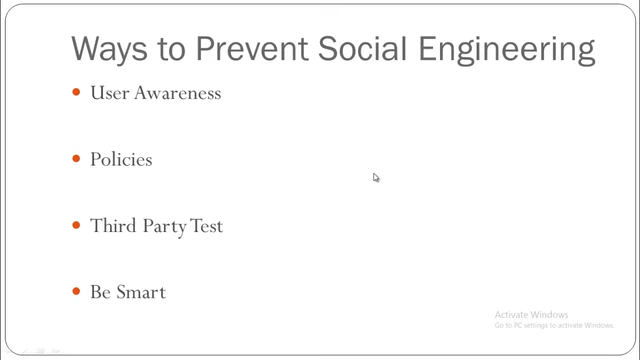 Ways to Prevent Social Engineering
User Awareness
Policies
Third Party Test
Be Smart
Activate Windows
Go to PC settings to activate Windows.